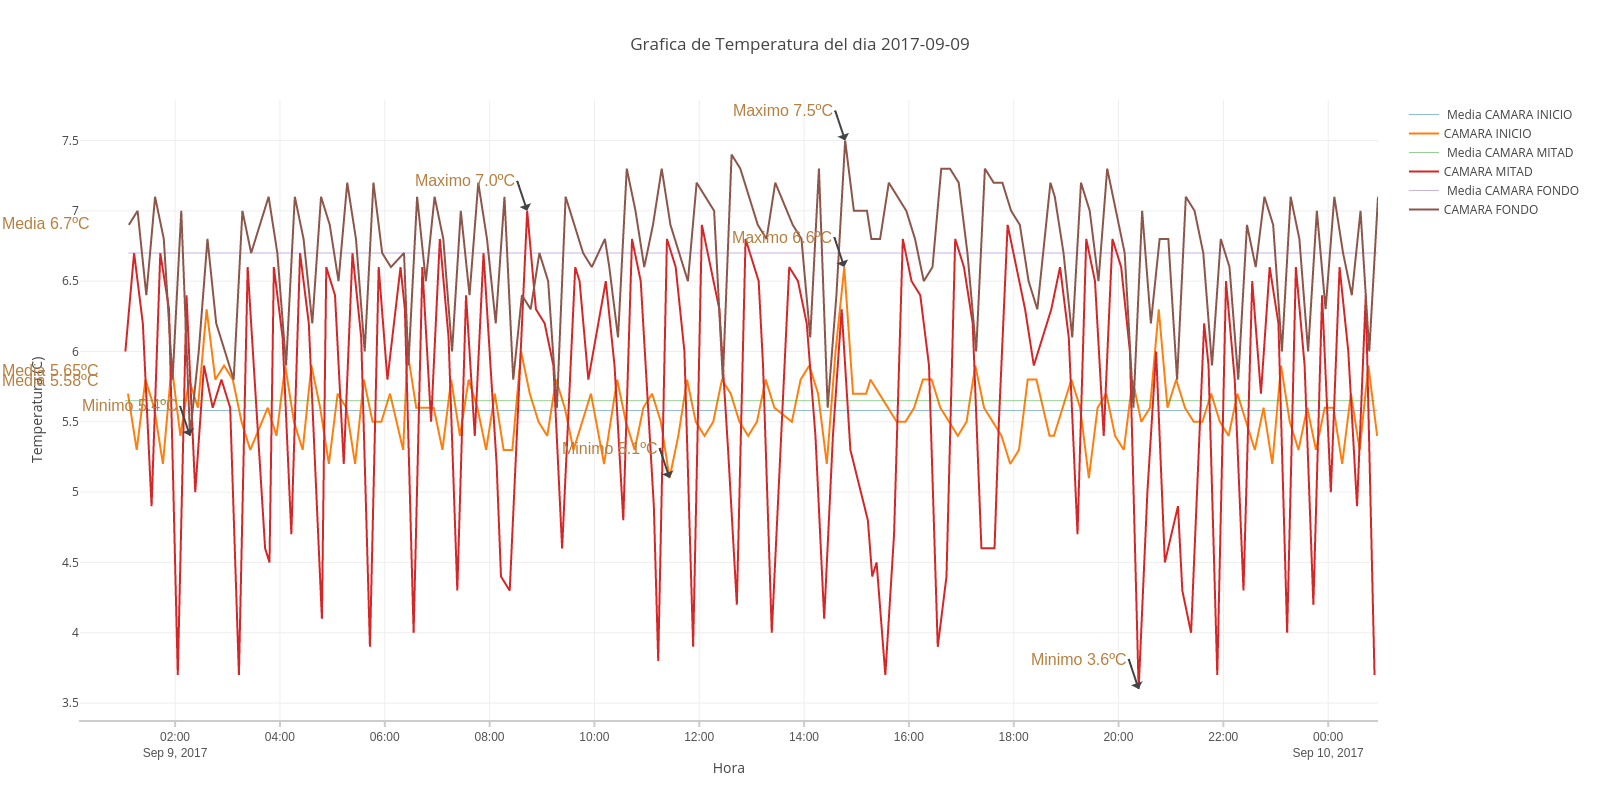 Grafica de Temperatura del dia 2017-09-09
Maximo 7.5ºC
Maximo 7.0ºC
Media 6.7ºC
Maximo 6.6ºC
Media 5.65ºC
Media 5.58ºC
Minimo 5.4ºC
Minimo 5.1ºC
Minimo 3.6ºC
7.5
7
6.5
6
5.5
5
4.5
4
3.5
Temperatura(C)
02:00 04:00 06:00 08:00 10:00 12:00 14:00 16:00 18:00 20:00 22:00 00:00
Sep 9, 2017 Sep 10, 2017
Hora
Media CAMARA INICIO
CAMARA INICIO
Media CAMARA MITAD
CAMARA MITAD
Media CAMARA FONDO
CAMARA FONDO